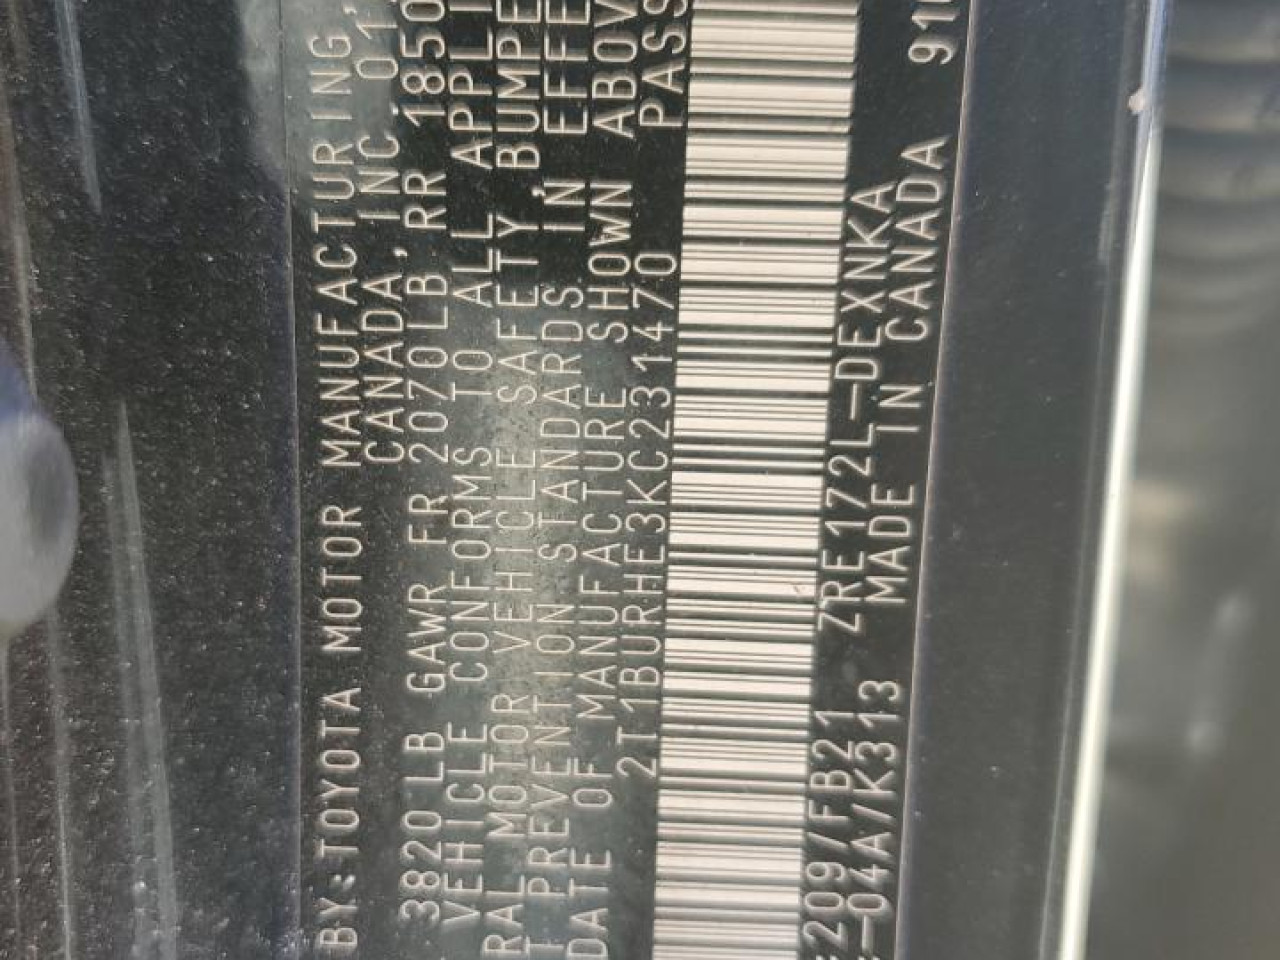 BY: TOYOTA MOTOR MANUFACTURING
CANADA, INC. 01
3820LB GAWR FR 2070LB, RR 1850
VEHICLE CONFORMS TO ALL APPLI
RAL MOTOR VEHICLE SAFETY, BUMPE
T PREVENTION STANDARDS IN EFFE
DATE OF MANUFACTURE SHOWN ABOV
2T1BURHE3KC231470 PASS
209/FB21 ZRE172L-DEXNKA
-04A/K313 MADE IN CANADA 91